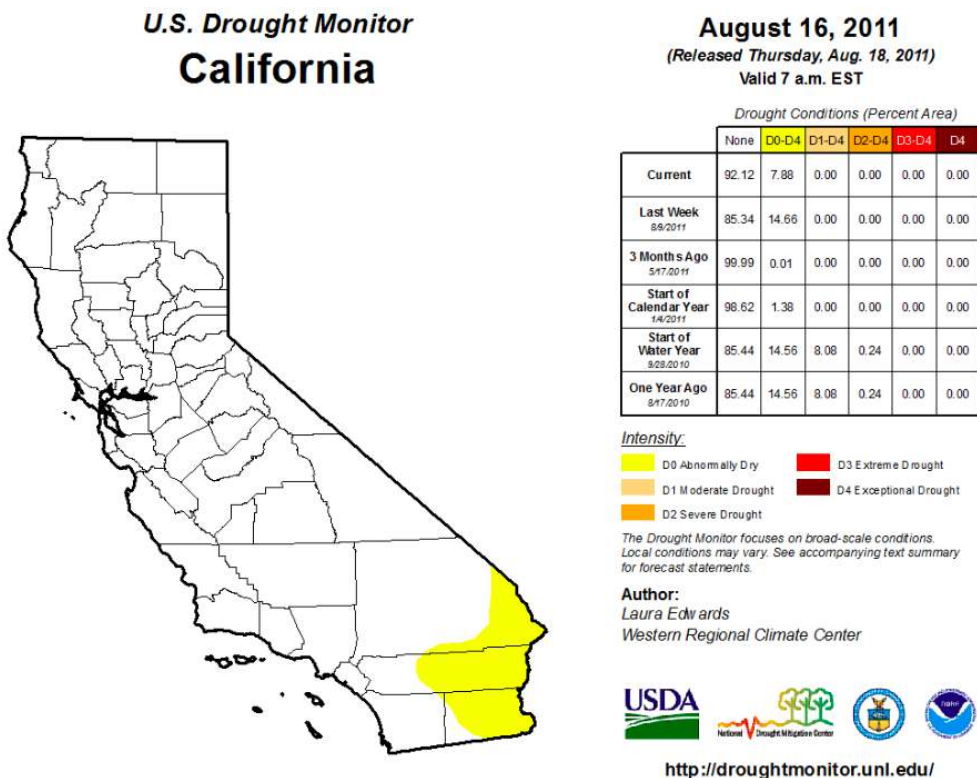 U.S. Drought Monitor
California
August 16, 2011
(Released Thursday, Aug. 18, 2011)
Valid 7 a.m. EST
Drought Conditions (Percent Area)
None D0-D4 D1-D4 D2-D4 D3-D4 D4
Current 92.12 7.88 0.00 0.00 0.00 0.00
Last Week
8/9/2011
85.34 14.66 0.00 0.00 0.00 0.00
3 Months Ago
5/17/2011
99.99 0.01 0.00 0.00 0.00 0.00
Start of
Calendar Year
1/4/2011
98.62 1.38 0.00 0.00 0.00 0.00
Start of
Water Year
9/28/2010
85.44 14.56 8.08 0.24 0.00 0.00
One Year Ago
8/17/2010
85.44 14.56 8.08 0.24 0.00 0.00
Intensity:
D0 Abnormally Dry
D1 Moderate Drought
D2 Severe Drought
D3 Extreme Drought
D4 Exceptional Drought
The Drought Monitor focuses on broad-scale conditions.
Local conditions may vary. See accompanying text summary
for forecast statements.
Author:
Laura Edwards
Western Regional Climate Center
USDA
National Drought Mitigation Center
NOAA
http://droughtmonitor.unl.edu/